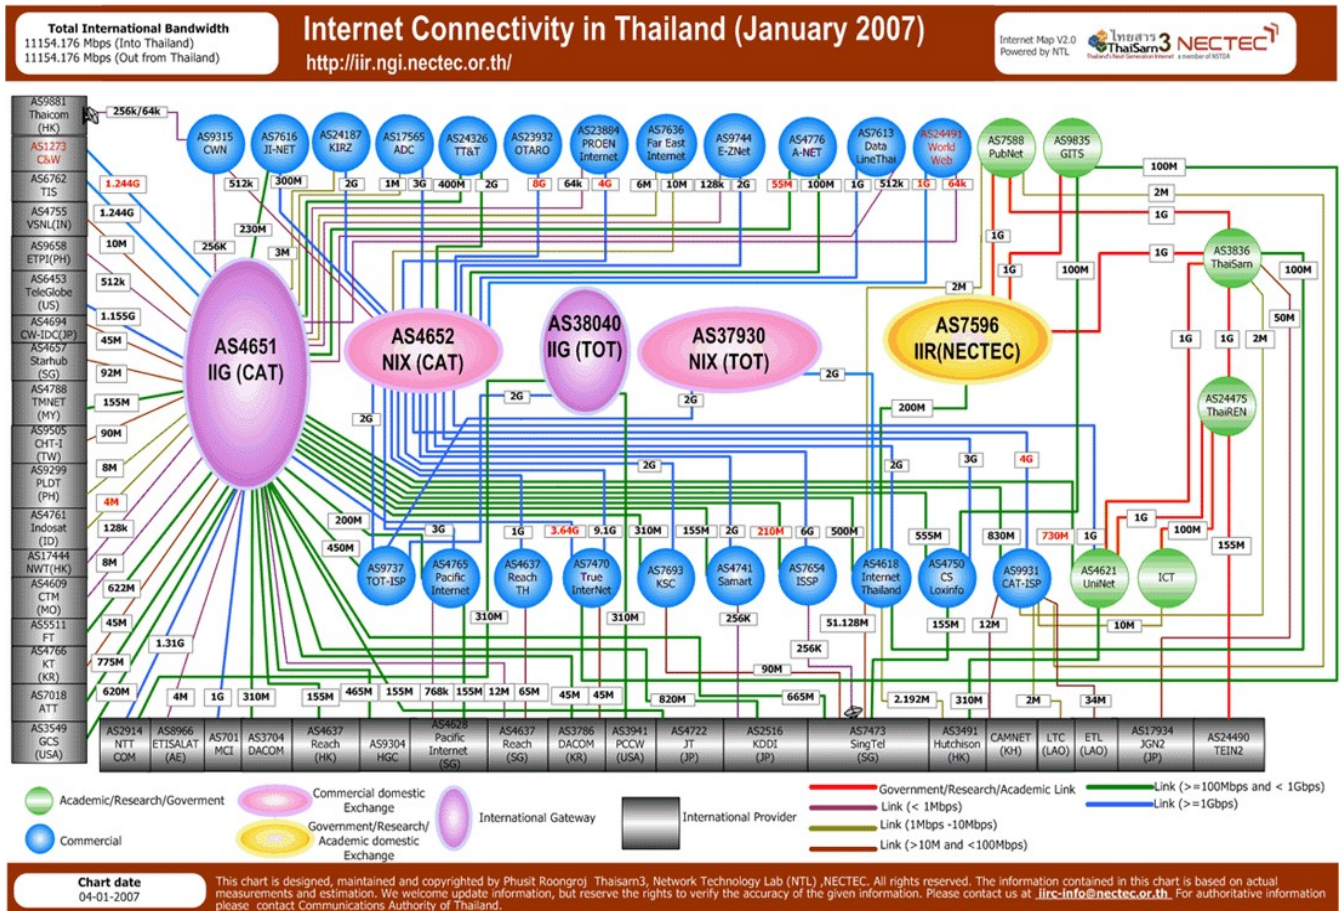 Total International Bandwidth
11154.176 Mbps (Into Thailand)
11154.176 Mbps (Out from Thailand)
Internet Connectivity in Thailand (January 2007)
http://iir.ngi.nectec.or.th/
Internet Map V2.0
Powered by NTL
ไทยสาร
ThaiSarn3
Thailand's Next Generation Internet
NECTEC
a member of NSTDA
AS9881
Thaicom
(HK)
AS1273
C&W
AS6762
TIS
AS4755
VSNL(IN)
AS9658
ETPI(PH)
AS6453
TeleGlobe
(US)
AS4694
CW-IDC(JP)
AS4657
Starhub
(SG)
AS4788
TMNET
(MY)
AS9505
CHT-I
(TW)
AS9299
PLDT
(PH)
AS4761
Indosat
(ID)
AS17444
NWT(HK)
AS4609
CTM
(MO)
AS5511
FT
AS4766
KT
(KR)
AS7018
ATT
AS3549
GCS
(USA)
256k/64k
1.244G
1.244G
10M
512k
1.155G
45M
92M
155M
90M
8M
4M
128k
8M
622M
45M
775M
620M
AS9315
CWN
AS7616
JI-NET
AS24187
KIRZ
AS17565
ADC
AS24326
TT&T
AS23932
OTARO
AS23884
PROEN
Internet
AS7636
Far East
Internet
AS9744
E-ZNet
AS4776
A-NET
AS7613
Data
LineThai
AS24491
World
Web
AS7588
PubNet
AS9835
GITS
512k 300M 2G 1M 3G 400M 2G 8G 64k 4G 6M 10M 128k 2G 55M 100M 1G 512k 1G 64k
100M
2M
1G
230M
256K
3M
1G
1G
1G
100M
100M
AS3836
ThaiSarn
2M
50M
AS4651
IIG (CAT)
AS4652
NIX (CAT)
AS38040
IIG (TOT)
AS37930
NIX (TOT)
AS7596
IIR(NECTEC)
1G
1G
2M
2G
2G
2G
2G
200M
AS24475
ThaiREN
2G
2G
3G
4G
200M
450M
3G
1G
3.64G
9.1G
310M
155M
2G
210M
6G
500M
555M
830M
730M
1G
1G
100M
155M
AS9737
TOT-ISP
AS4765
Pacific
Internet
AS4637
Reach
TH
AS7470
True
InterNet
AS7693
KSC
AS4741
Samart
AS7654
ISSP
AS4618
Internet
Thailand
AS4750
CS
Loxinfo
AS9931
CAT-ISP
AS4621
UniNet
ICT
310M
310M
256K
51.128M
155M
12M
10M
1.31G
256K
90M
4M
1G
310M
155M
465M
155M
768k
155M
12M
65M
45M
45M
820M
665M
2.192M
310M
2M
34M
AS2914
NTT
COM
AS8966
ETISALAT
(AE)
AS701
MCI
AS3704
DACOM
AS4637
Reach
(HK)
AS9304
HGC
AS4628
Pacific
Internet
(SG)
AS4637
Reach
(SG)
AS3786
DACOM
(KR)
AS3941
PCCW
(USA)
AS4722
JT
(JP)
AS2516
KDDI
(JP)
AS7473
SingTel
(SG)
AS3491
Hutchison
(HK)
CAMNET
(KH)
LTC
(LAO)
ETL
(LAO)
AS17934
JGN2
(JP)
AS24490
TEIN2
Academic/Research/Goverment
Commercial
Commercial domestic
Exchange
Government/Research/
Academic domestic
Exchange
International Gateway
International Provider
Government/Research/Academic Link
Link (< 1Mbps)
Link (1Mbps -10Mbps)
Link (>10M and <100Mbps)
Link (>=100Mbps and < 1Gbps)
Link (>=1Gbps)
Chart date
04-01-2007
This chart is designed, maintained and copyrighted by Phusit Roongroj Thaisarn3, Network Technology Lab (NTL) ,NECTEC. All rights reserved. The information contained in this chart is based on actual
measurements and estimation. We welcome update information, but reserve the rights to verify the accuracy of the given information. Please contact us at iirc-info@nectec.or.th For authoritative information
please contact Communications Authority of Thailand.